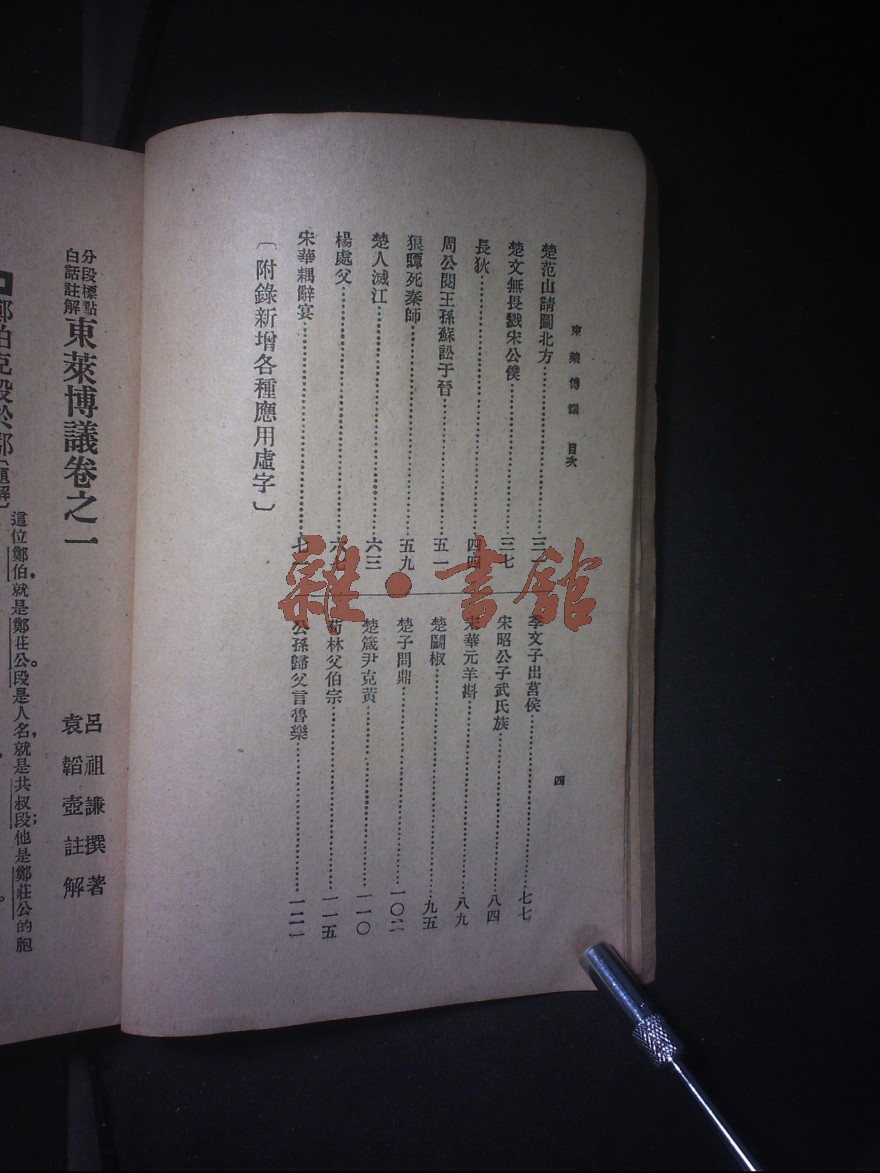 東萊博議 目次
四
楚范山請圖北方……三一
楚文無畏戮宋公僕……三七
長狄……四四
周公閱王孫蘇訟于晉……五一
狼瞫死秦師……五九
楚人滅江……六三
楊處父……六七
宋華耦辭宴……七
〔附錄新增各種應用虛字〕
季文子出莒僕……七七
宋昭公子武氏族……八四
宋華元羊斟……八九
楚鬬椒……九五
楚子問鼎……一〇二
楚箴尹克黃……一一〇
荀林父伯宗……一一五
公孫歸父言魯樂……一二一
雜·書館
分段標點
白話註解
東萊博議卷之一
呂祖謙撰著
袁韜壺註解
鄭伯克段於鄢〔題解〕
這位鄭伯，就是鄭莊公。段是人名，就是共叔段；他是鄭莊公的胞